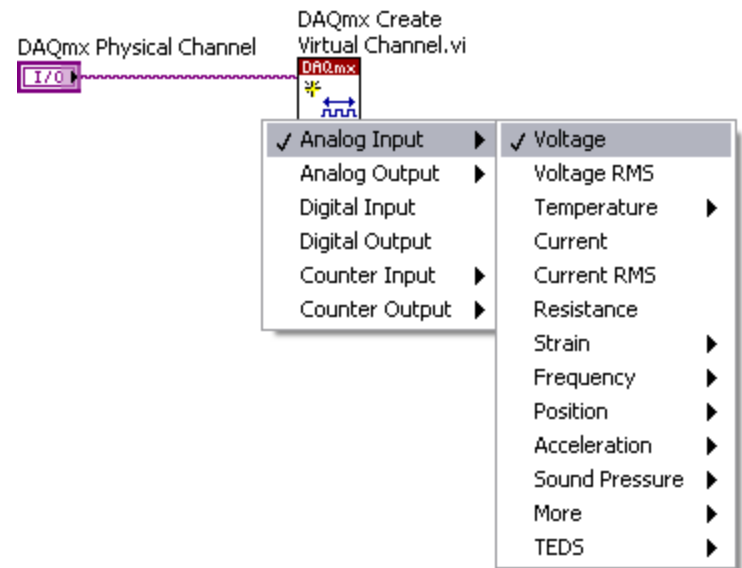 DAQmx Create
Virtual Channel.vi
DAQmx Physical Channel
I/O
DAQmx
Analog Input
Analog Output
Digital Input
Digital Output
Counter Input
Counter Output
Voltage
Voltage RMS
Temperature
Current
Current RMS
Resistance
Strain
Frequency
Position
Acceleration
Sound Pressure
More
TEDS